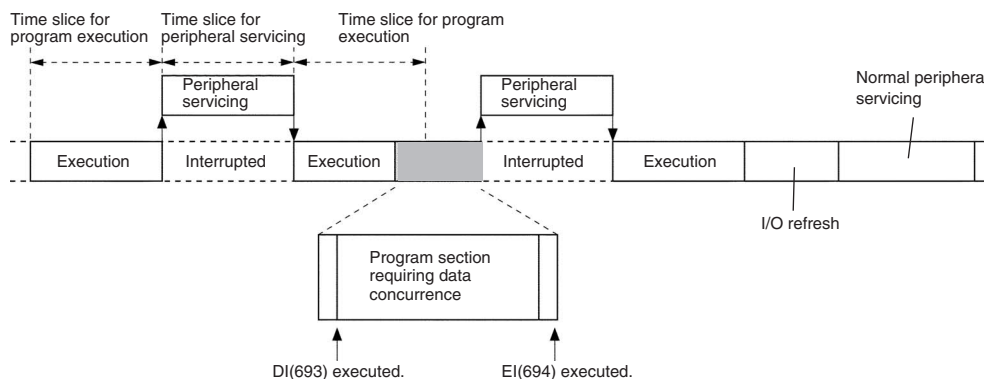 Time slice for
program execution
Time slice for
peripheral servicing
Time slice for program
execution
Peripheral
servicing
Peripheral
servicing
Normal periphera
servicing
Execution
Interrupted
Execution
Interrupted
Execution
I/O refresh
Program section
requiring data
concurrence
DI(693) executed.
EI(694) executed.